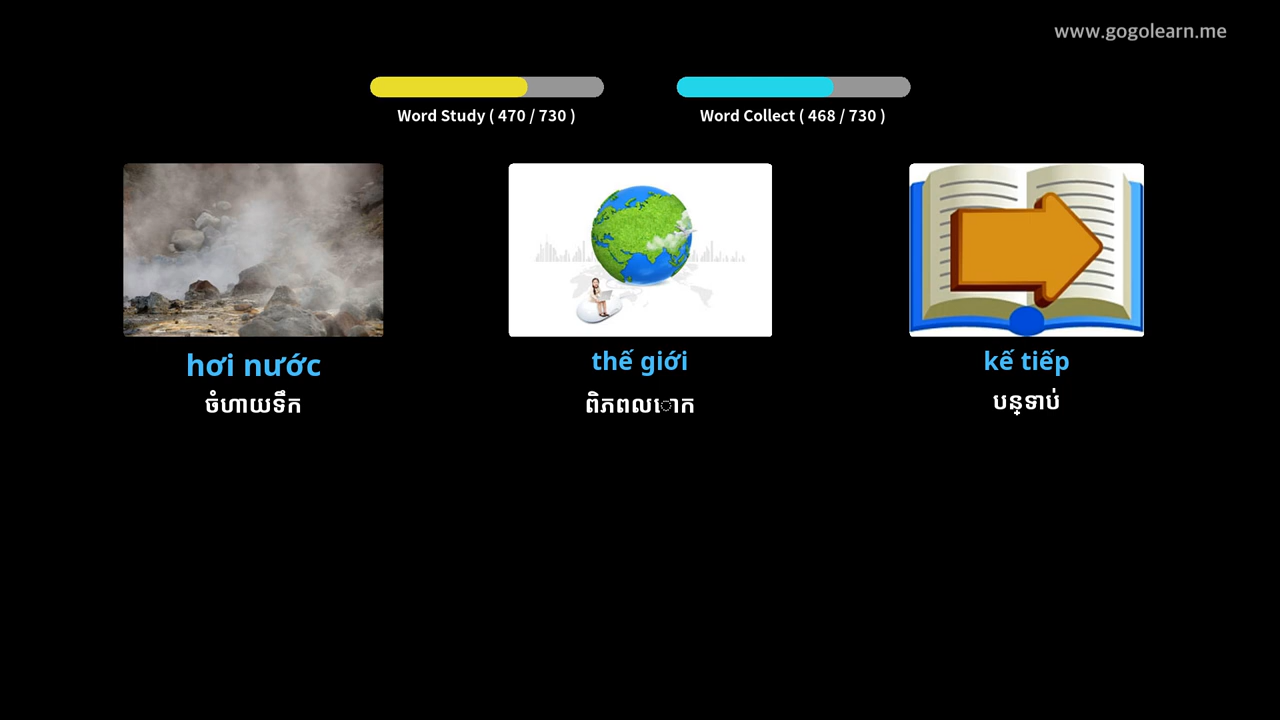 www.gogolearn.me
Word Study ( 470 / 730 )
Word Collect ( 468 / 730 )
hơi nước
thế giới
kế tiếp
ចំហាយទឹក
ពិភពលោក
បន្ទាប់